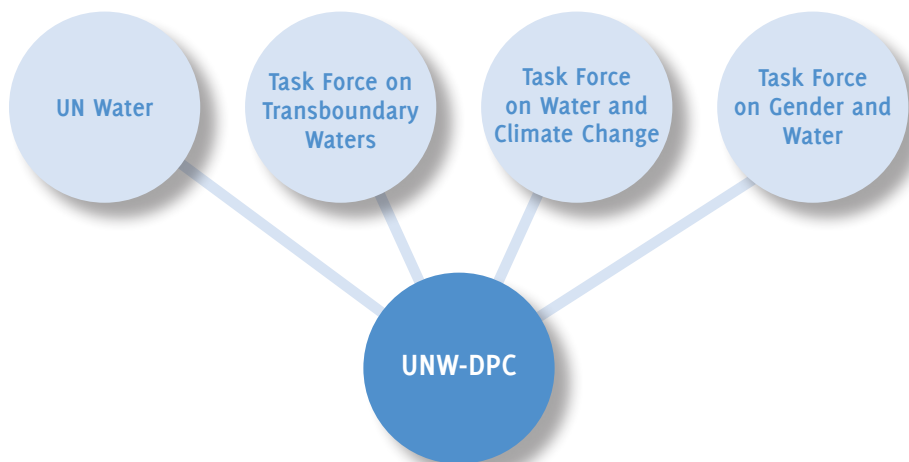 UN Water
Task Force on
Transboundary
Waters
Task Force
on Water and
Climate Change
Task Force
on Gender and
Water
UNW-DPC